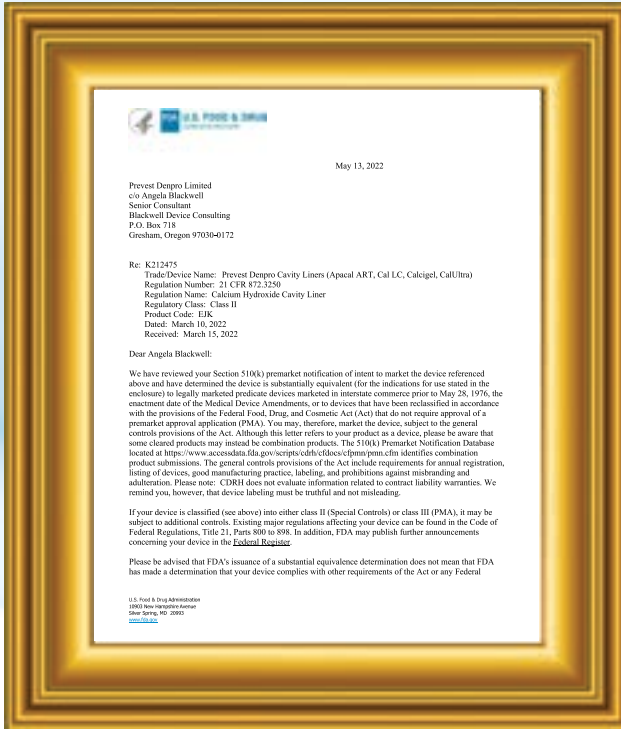 FDA U.S. FOOD & DRUG
May 13, 2022
Prevest Denpro Limited
c/o Angela Blackwell
Senior Consultant
Blackwell Device Consulting
P.O. Box 718
Gresham, Oregon 97030-0172
Re: K212475
Trade/Device Name: Prevest Denpro Cavity Liners (Apacal ART, Cal LC, Calcigel, CalUltra)
Regulation Number: 21 CFR 872.3250
Regulation Name: Calcium Hydroxide Cavity Liner
Regulatory Class: Class II
Product Code: EJK
Dated: March 10, 2022
Received: March 15, 2022
Dear Angela Blackwell:
We have reviewed your Section 510(k) premarket notification of intent to market the device referenced
above and have determined the device is substantially equivalent (for the indications for use stated in the
enclosure) to legally marketed predicate devices marketed in interstate commerce prior to May 28, 1976, the
enactment date of the Medical Device Amendments, or to devices that have been reclassified in accordance
with the provisions of the Federal Food, Drug, and Cosmetic Act (Act) that do not require approval of a
premarket approval application (PMA). You may, therefore, market the device, subject to the general
controls provisions of the Act. Although this letter refers to your product as a device, please be aware that
some cleared products may instead be combination products. The 510(k) Premarket Notification Database
located at https://www.accessdata.fda.gov/scripts/cdrh/cfdocs/cfpmn/pmn.cfm identifies combination
product submissions. The general controls provisions of the Act include requirements for annual registration,
listing of devices, good manufacturing practice, labeling, and prohibitions against misbranding and
adulteration. Please note: CDRH does not evaluate information related to contract liability warranties. We
remind you, however, that device labeling must be truthful and not misleading.
If your device is classified (see above) into either class II (Special Controls) or class III (PMA), it may be
subject to additional controls. Existing major regulations affecting your device can be found in the Code of
Federal Regulations, Title 21, Parts 800 to 898. In addition, FDA may publish further announcements
concerning your device in the Federal Register.
Please be advised that FDA's issuance of a substantial equivalence determination does not mean that FDA
has made a determination that your device complies with other requirements of the Act or any Federal
U.S. Food & Drug Administration
10903 New Hampshire Avenue
Silver Spring, MD 20993
www.fda.gov